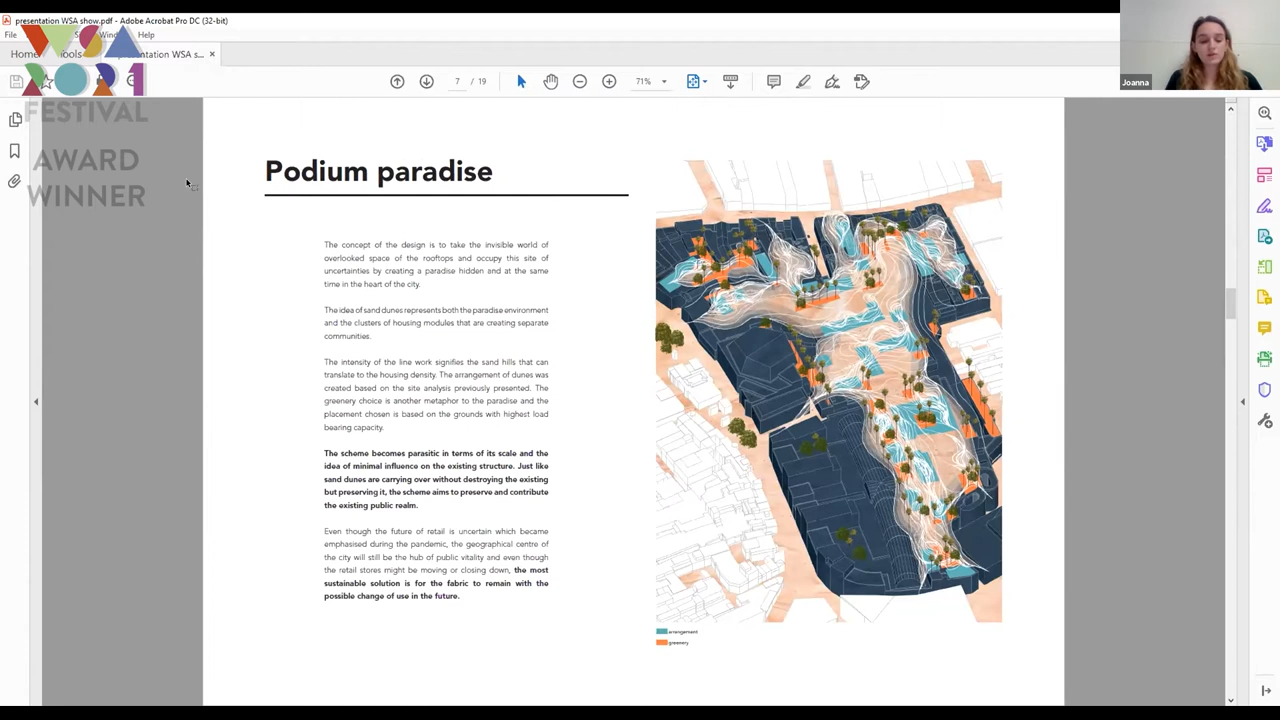 presentation WSA show.pdf - Adobe Acrobat Pro DC (32-bit)
File Help
Home Tools presentation WSA s...
WSA
2021
FESTIVAL
AWARD
WINNER
7 / 19
71%
Joanna
Podium paradise
The concept of the design is to take the invisible world of
overlooked space of the rooftops and occupy this site of
uncertainties by creating a paradise hidden and at the same
time in the heart of the city.
The idea of sand dunes represents both the paradise environment
and the clusters of housing modules that are creating separate
communities.
The intensity of the line work signifies the sand hills that can
translate to the housing density. The arrangement of dunes was
created based on the site analysis previously presented. The
greenery choice is another metaphor to the paradise and the
placement chosen is based on the grounds with highest load
bearing capacity.
The scheme becomes parasitic in terms of its scale and the
idea of minimal influence on the existing structure. Just like
sand dunes are carrying over without destroying the existing
but preserving it, the scheme aims to preserve and contribute
the existing public realm.
Even though the future of retail is uncertain which became
emphasised during the pandemic, the geographical centre of
the city will still be the hub of public vitality and even though
the retail stores might be moving or closing down, the most
sustainable solution is for the fabric to remain with the
possible change of use in the future.
arrangement
greenery